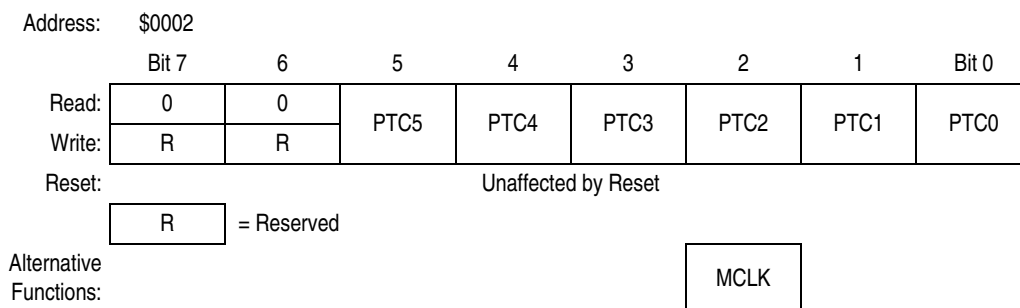 Address: $0002
Bit 7 6 5 4 3 2 1 Bit 0
Read: 0 0 PTC5 PTC4 PTC3 PTC2 PTC1 PTC0
Write: R R
Reset: Unaffected by Reset
R = Reserved
Alternative
Functions: MCLK